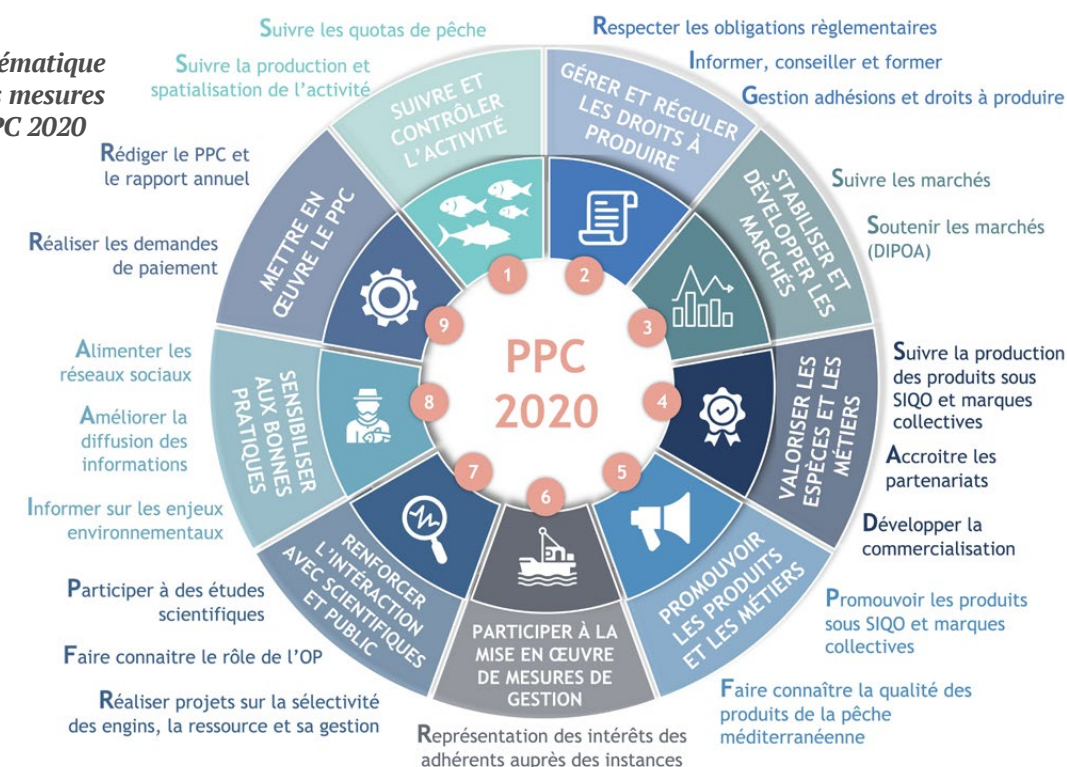 ématique
s mesures
PC 2020
Suivre les quotas de pêche
Suivre la production et
spatialisation de l'activité
SUIVRE ET
CONTRÔLER
L'ACTIVITÉ
1
Respecter les obligations règlementaires
Informer, conseiller et former
Gestion adhésions et droits à produire
GÉRER ET RÉGULER
LES DROITS À
PRODUIRE
2
Suivre les marchés
Soutenir les marchés
(DIPOA)
STABILISER ET
DÉVELOPPER LES
MARCHÉS
3
Suivre la production
des produits sous
SIQO et marques
collectives
Accroitre les
partenariats
Développer la
commercialisation
VALORISER LES
ESPÈCES ET LES
MÉTIERS
4
Promouvoir les produits
sous SIQO et marques
collectives
Faire connaître la qualité des
produits de la pêche
méditerranéenne
PROMOUVOIR
LES PRODUITS
ET LES MÉTIERS
5
PARTICIPER À LA
MISE EN ŒUVRE
DE MESURES DE
GESTION
6
Représentation des intérêts des
adhérents auprès des instances
RENFORCER
L'INTÉRACTION
AVEC SCIENTIFIQUES
ET PUBLIC
7
Participer à des études
scientifiques
Faire connaitre le rôle de l'OP
Réaliser projets sur la sélectivité
des engins, la ressource et sa gestion
SENSIBILISER
AUX BONNES
PRATIQUES
8
Alimenter les
réseaux sociaux
Améliorer la
diffusion des
informations
Informer sur les enjeux
environnementaux
METTRE EN
ŒUVRE LE PPC
9
Rédiger le PPC et
le rapport annuel
Réaliser les demandes
de paiement
PPC
2020